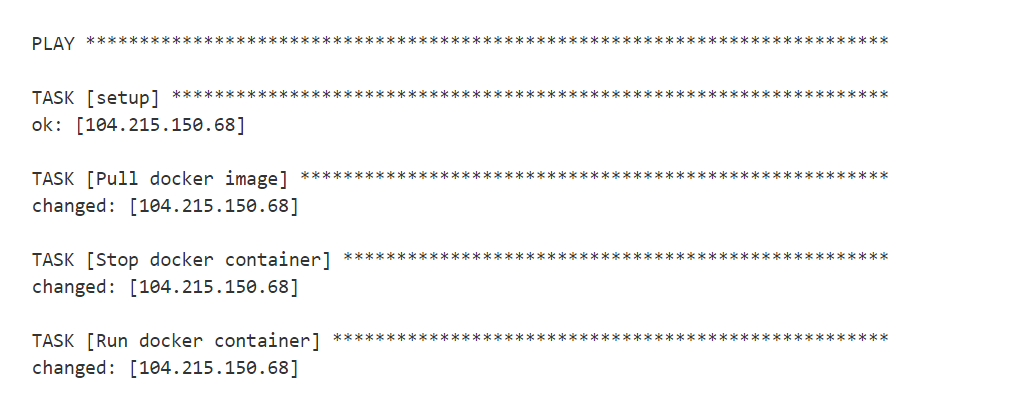 PLAY ***************************************************************************
TASK [setup] *******************************************************************
ok: [104.215.150.68]
TASK [Pull docker image] *******************************************************
changed: [104.215.150.68]
TASK [Stop docker container] ***************************************************
changed: [104.215.150.68]
TASK [Run docker container] ****************************************************
changed: [104.215.150.68]